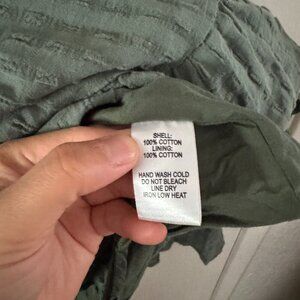 SHELL:
100% COTTON
LINING:
100% COTTON
HAND WASH COLD
DO NOT BLEACH
LINE DRY
IRON LOW HEAT